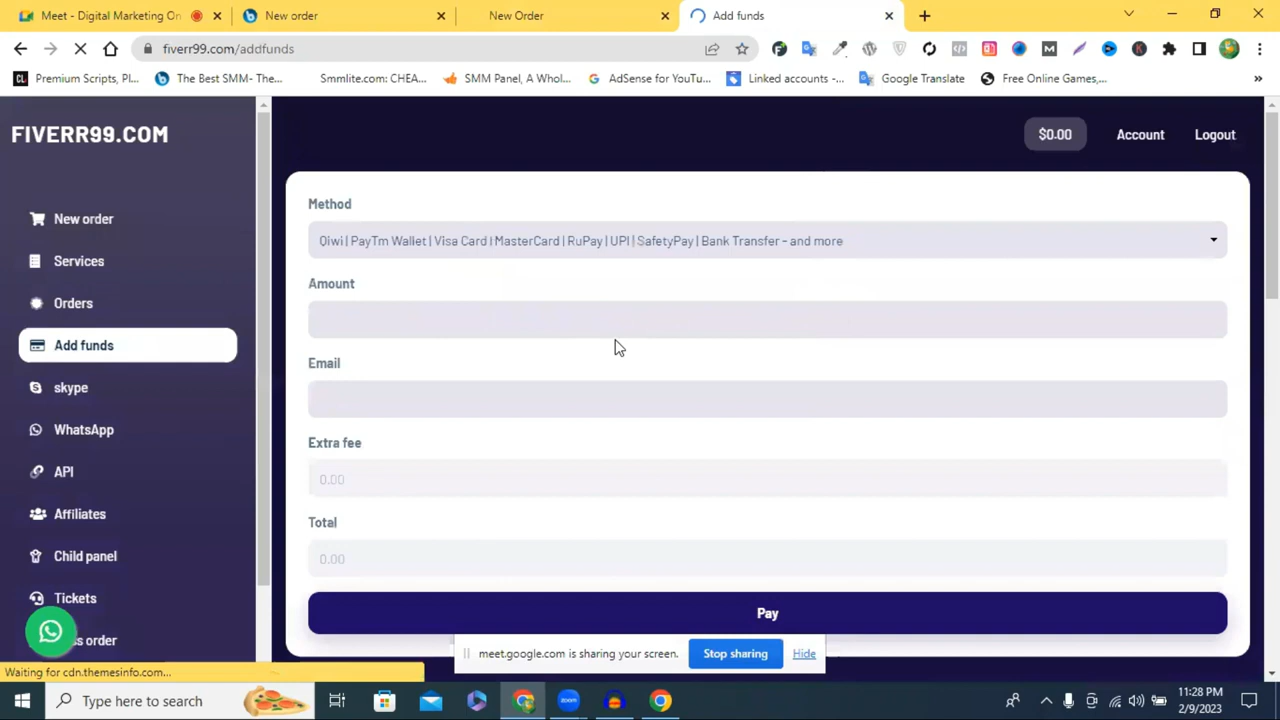 Meet - Digital Marketing On
New order
New Order
Add funds
fiverr99.com/addfunds
Premium Scripts, Pl...
The Best SMM- The...
Smmlite.com: CHEA...
SMM Panel, A Whol...
AdSense for YouTu...
Linked accounts -...
Google Translate
Free Online Games,...
FIVERR99.COM
$0.00
Account
Logout
New order
Services
Orders
Add funds
skype
WhatsApp
API
Affiliates
Child panel
Tickets
s order
Method
Qiwi | PayTm Wallet | Visa Card | MasterCard | RuPay | UPI | SafetyPay | Bank Transfer - and more
Amount
Email
Extra fee
0.00
Total
0.00
Pay
meet.google.com is sharing your screen.
Stop sharing
Hide
Waiting for cdn.themesinfo.com...
Type here to search
11:28 PM
2/9/2023